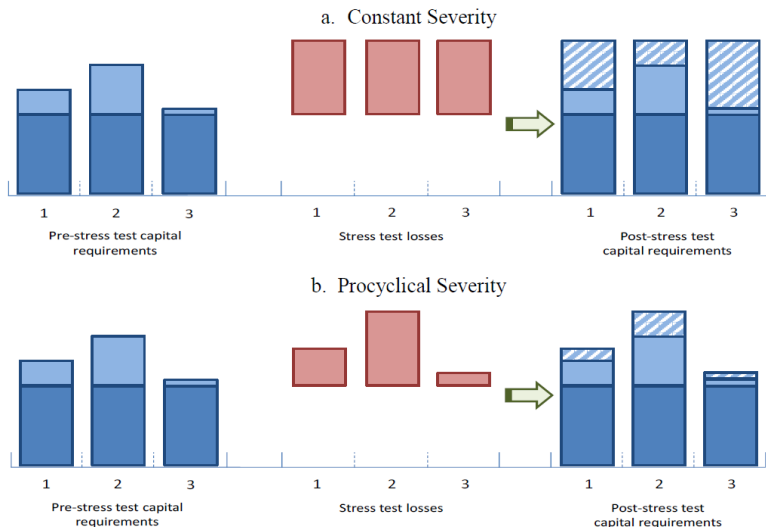 a. Constant Severity
1 2 3 1 2 3 1 2 3
Pre-stress test capital
requirements
Stress test losses
Post-stress test
capital requirements
b. Procyclical Severity
1 2 3 1 2 3 1 2 3
Pre-stress test capital
requirements
Stress test losses
Post-stress test
capital requirements